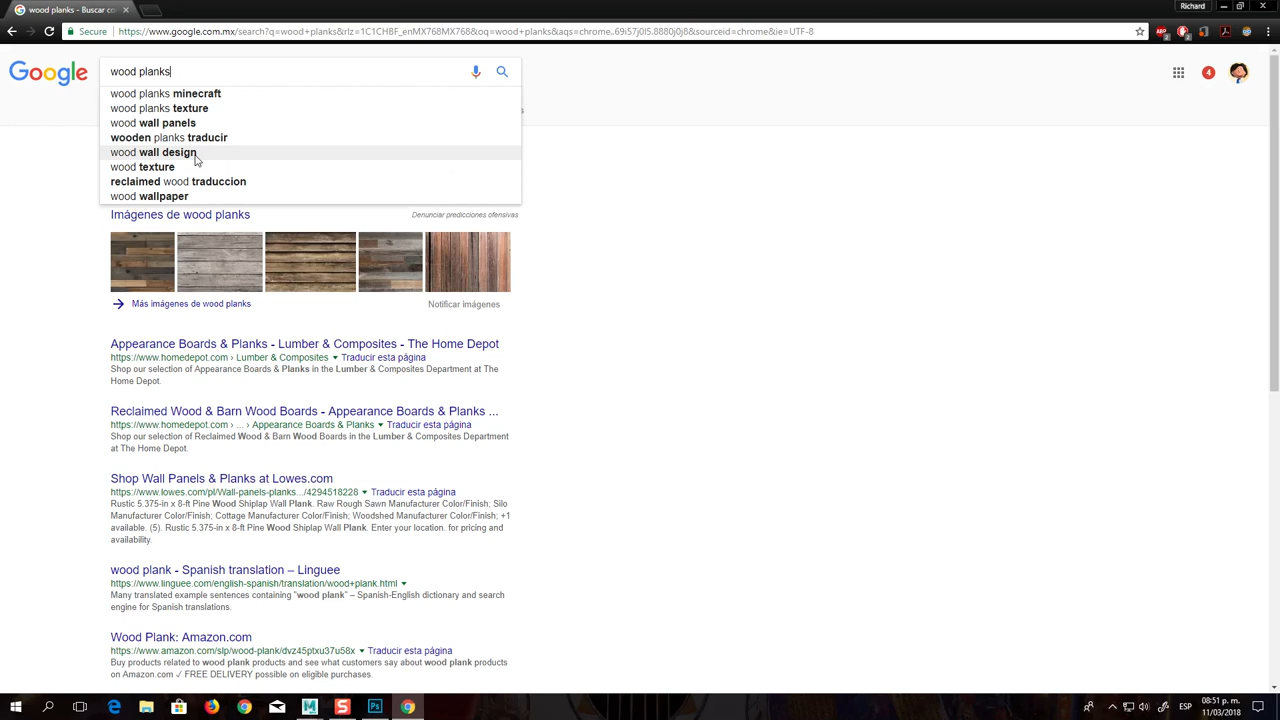 wood planks - Buscar co
Richard
Secure
https://www.google.com.mx/search?q=wood+planks&rlz=1C1CHBF_enMX768MX768&oq=wood+planks&aqs=chrome..69i57j0l5.8880j0j8&sourceid=chrome&ie=UTF-8
Google
wood planks
4
wood planks minecraft
wood planks texture
wood wall panels
wooden planks traducir
wood wall design
wood texture
reclaimed wood traduccion
wood wallpaper
Imágenes de wood planks
Denunciar predicciones ofensivas
Más imágenes de wood planks
Notificar imágenes
Appearance Boards & Planks - Lumber & Composites - The Home Depot
https://www.homedepot.com › Lumber & Composites ▼ Traducir esta página
Shop our selection of Appearance Boards & Planks in the Lumber & Composites Department at The
Home Depot.
Reclaimed Wood & Barn Wood Boards - Appearance Boards & Planks ...
https://www.homedepot.com › ... › Appearance Boards & Planks ▼ Traducir esta página
Shop our selection of Reclaimed Wood & Barn Wood Boards in the Lumber & Composites Department
at The Home Depot.
Shop Wall Panels & Planks at Lowes.com
https://www.lowes.com/pl/Wall-panels-planks.../4294518228 ▼ Traducir esta página
Rustic 5.375-in x 8-ft Pine Wood Shiplap Wall Plank. Raw Rough Sawn Manufacturer Color/Finish; Silo
Manufacturer Color/Finish; Cottage Manufacturer Color/Finish; Woodshed Manufacturer Color/Finish; +1
available. (5). Rustic 5.375-in x 8-ft Pine Wood Shiplap Wall Plank. Enter your location. for pricing and
availability.
wood plank - Spanish translation – Linguee
https://www.linguee.com/english-spanish/translation/wood+plank.html ▼
Many translated example sentences containing "wood plank" – Spanish-English dictionary and search
engine for Spanish translations.
Wood Plank: Amazon.com
https://www.amazon.com/slp/wood-plank/dvz45ptxu37u58x ▼ Traducir esta página
Buy products related to wood plank products and see what customers say about wood plank products
on Amazon.com ✓ FREE DELIVERY possible on eligible purchases.
ESP
08:51 p. m.
11/03/2018